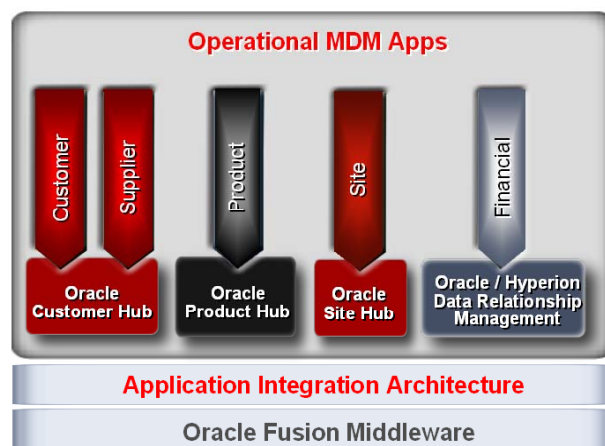 Operational MDM Apps
Customer
Supplier
Product
Site
Financial
Oracle
Customer Hub
Oracle
Product Hub
Oracle
Site Hub
Oracle / Hyperion
Data Relationship
Management
Application Integration Architecture
Oracle Fusion Middleware